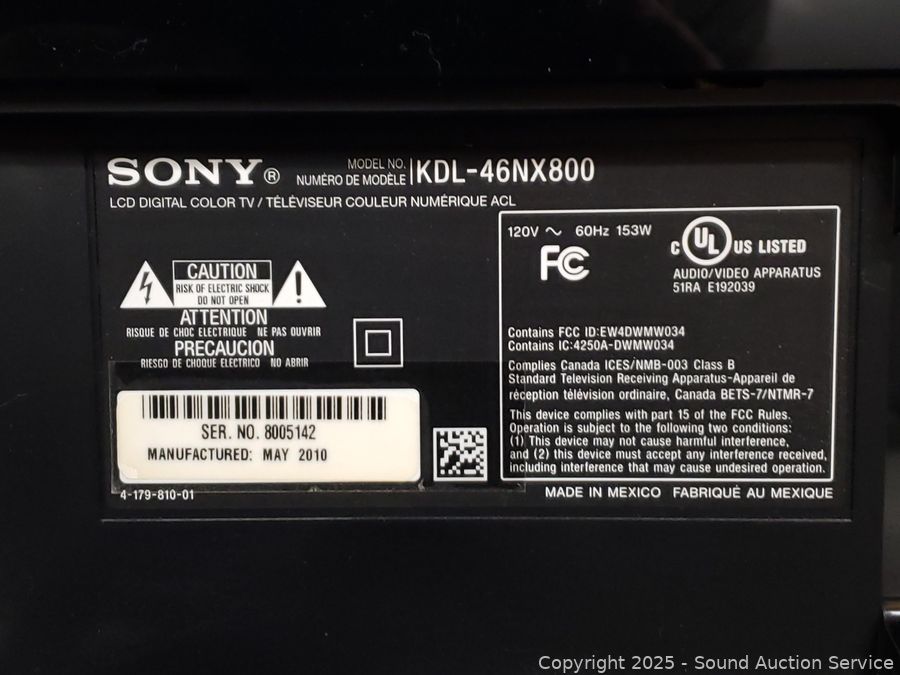 SONY® MODEL NO. NUMÉRO DE MODÈLE KDL-46NX800
LCD DIGITAL COLOR TV / TÉLÉVISEUR COULEUR NUMÉRIQUE ACL
CAUTION
RISK OF ELECTRIC SHOCK
DO NOT OPEN
ATTENTION
RISQUE DE CHOC ELECTRIQUE NE PAS OUVRIR
PRECAUCION
RIESGO DE CHOQUE ELECTRICO NO ABRIR
SER. NO. 8005142
MANUFACTURED: MAY 2010
4-179-810-01
120V ~ 60Hz 153W
FC
C UL US LISTED
AUDIO/VIDEO APPARATUS
51RA E192039
Contains FCC ID:EW4DWMW034
Contains IC:4250A-DWMW034
Complies Canada ICES/NMB-003 Class B
Standard Television Receiving Apparatus-Appareil de
réception télévision ordinaire, Canada BETS-7/NTMR-7
This device complies with part 15 of the FCC Rules.
Operation is subject to the following two conditions:
(1) This device may not cause harmful interference,
and (2) this device must accept any interference received,
including interference that may cause undesired operation.
MADE IN MEXICO FABRIQUÉ AU MEXIQUE
Copyright 2025 - Sound Auction Service